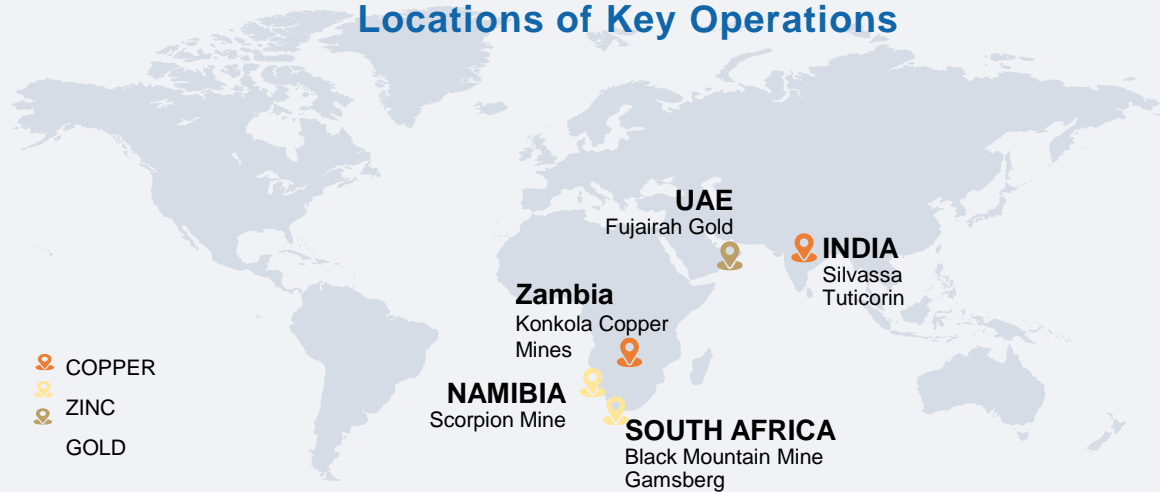 Locations of Key Operations
UAE
Fujairah Gold
INDIA
Silvassa
Tuticorin
Zambia
Konkola Copper
Mines
COPPER
ZINC
GOLD
NAMIBIA
Scorpion Mine
SOUTH AFRICA
Black Mountain Mine
Gamsberg